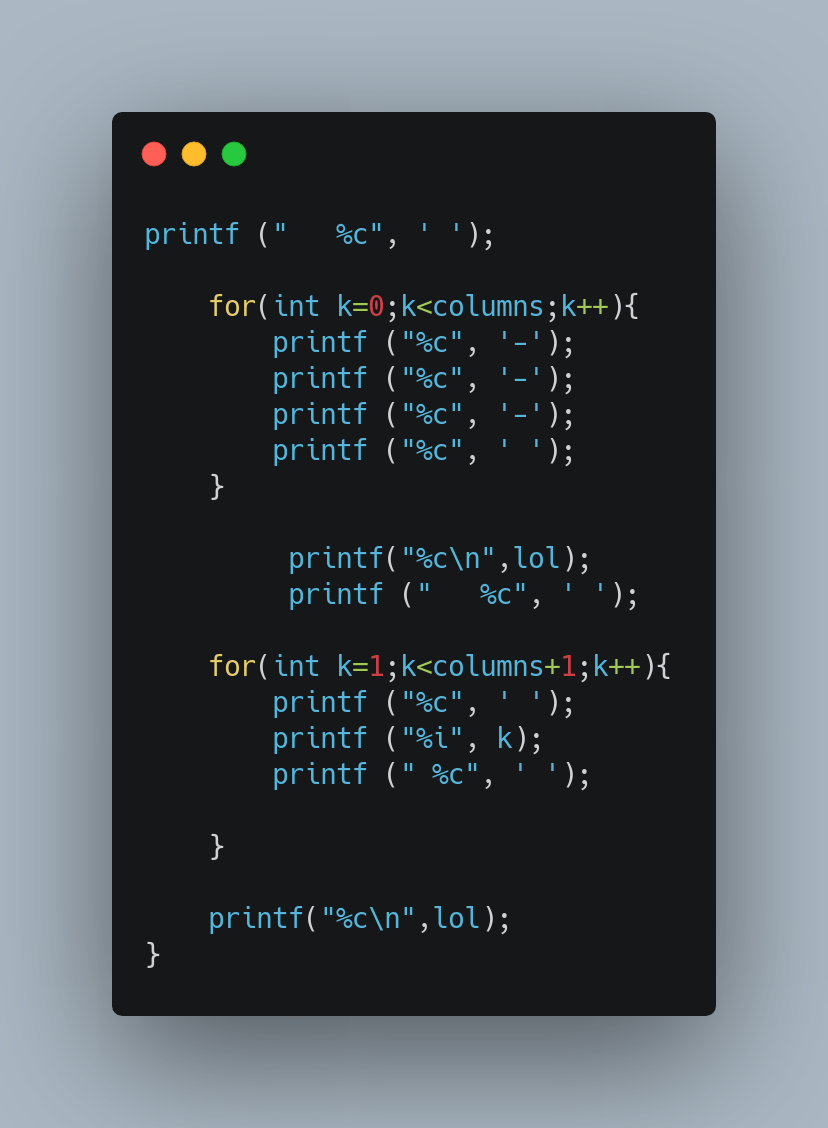 printf ("   %c", ' ');
    for(int k=0;k<columns;k++){
        printf ("%c", '-');
        printf ("%c", '-');
        printf ("%c", '-');
        printf ("%c", ' ');
    }
         printf("%c\n",lol);
         printf ("   %c", ' ');
    for(int k=1;k<columns+1;k++){
        printf ("%c", ' ');
        printf ("%i", k);
        printf (" %c", ' ');
    }
    printf("%c\n",lol);
}